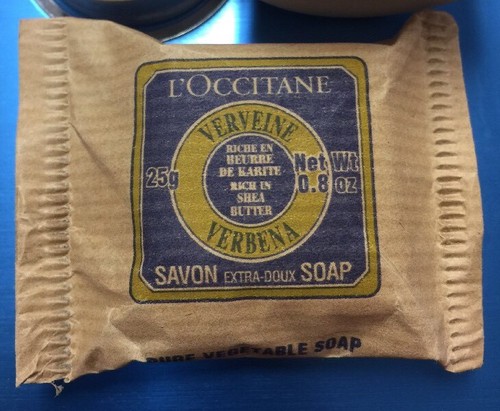 L'OCCITANE
VERVEINE
RICHE EN
BEURRE
DE KARITE
RICH IN
SHEA
BUTTER
25g
Net Wt
0.8 oz
VERBENA
SAVON EXTRA-DOUX SOAP
PURE VEGETABLE SOAP